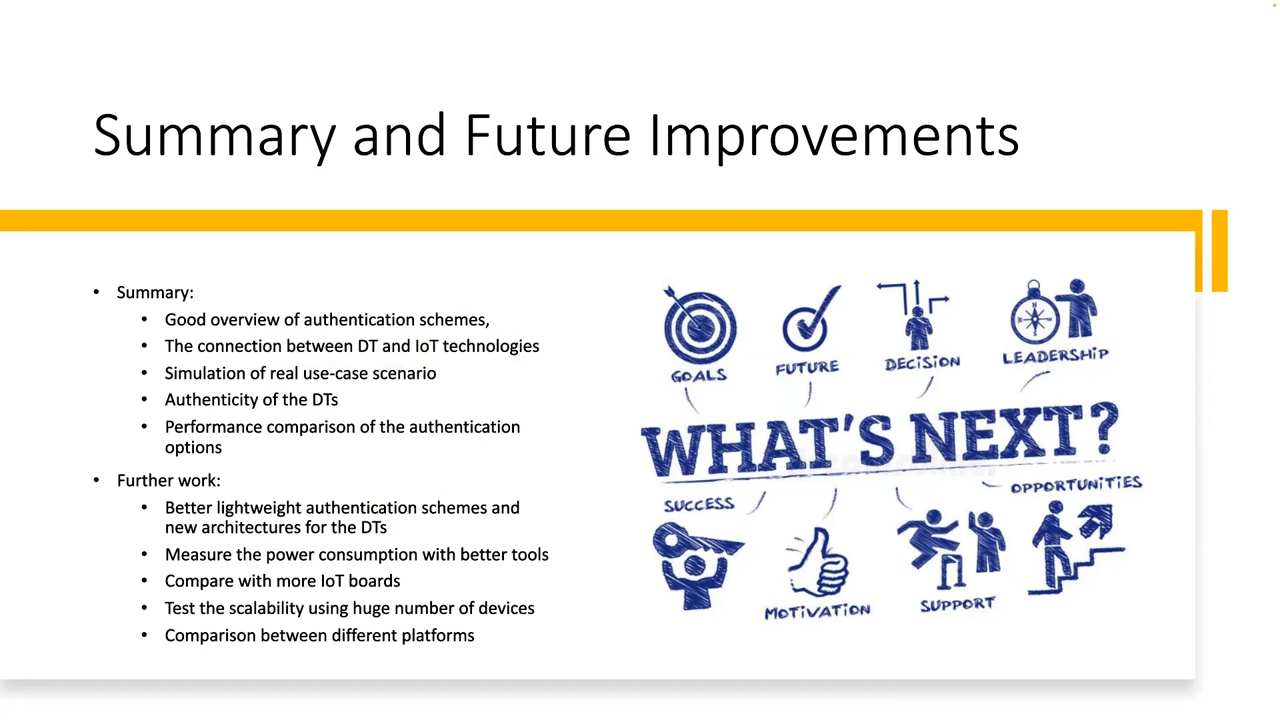 Summary and Future Improvements
• Summary:
• Good overview of authentication schemes,
• The connection between DT and IoT technologies
• Simulation of real use-case scenario
• Authenticity of the DTs
• Performance comparison of the authentication
options
• Further work:
• Better lightweight authentication schemes and
new architectures for the DTs
• Measure the power consumption with better tools
• Compare with more IoT boards
• Test the scalability using huge number of devices
• Comparison between different platforms
GOALS
FUTURE
DECiSiON
LEADERSHiP
WHAT'S NEXT?
SUCCESS
OPPORTUNiTiES
MOTiVATiON
SUPPORT